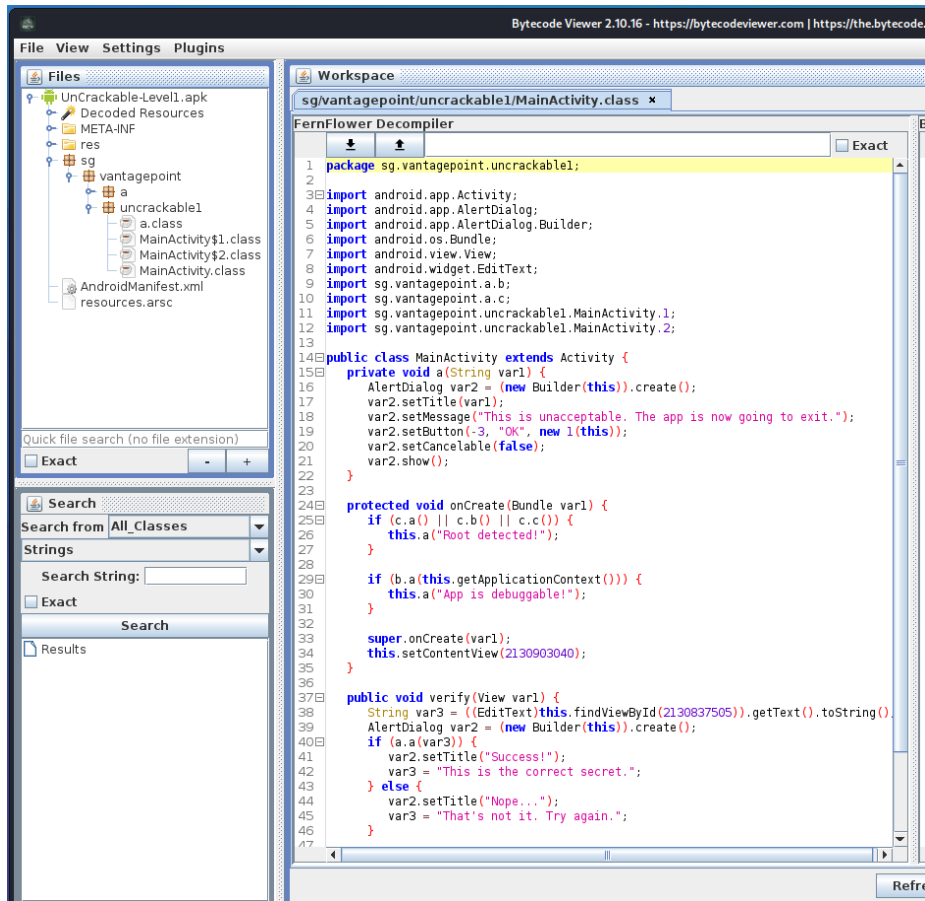 Bytecode Viewer 2.10.16 - https://bytecodeviewer.com | https://the.bytecode.
File View Settings Plugins
Files
UnCrackable-Level1.apk
Decoded Resources
META-INF
res
sg
vantagepoint
a
uncrackable1
a.class
MainActivity$1.class
MainActivity$2.class
MainActivity.class
AndroidManifest.xml
resources.arsc
Quick file search (no file extension)
Exact - +
Search
Search from All_Classes
Strings
Search String:
Exact
Search
Results
Workspace
sg/vantagepoint/uncrackable1/MainActivity.class ×
FernFlower Decompiler
Exact
1 package sg.vantagepoint.uncrackable1;
2
3 import android.app.Activity;
4 import android.app.AlertDialog;
5 import android.app.AlertDialog.Builder;
6 import android.os.Bundle;
7 import android.view.View;
8 import android.widget.EditText;
9 import sg.vantagepoint.a.b;
10 import sg.vantagepoint.a.c;
11 import sg.vantagepoint.uncrackable1.MainActivity.1;
12 import sg.vantagepoint.uncrackable1.MainActivity.2;
13
14 public class MainActivity extends Activity {
15 private void a(String var1) {
16 AlertDialog var2 = (new Builder(this)).create();
17 var2.setTitle(var1);
18 var2.setMessage("This is unacceptable. The app is now going to exit.");
19 var2.setButton(-3, "OK", new 1(this));
20 var2.setCancelable(false);
21 var2.show();
22 }
23
24 protected void onCreate(Bundle var1) {
25 if (c.a() || c.b() || c.c()) {
26 this.a("Root detected!");
27 }
28
29 if (b.a(this.getApplicationContext())) {
30 this.a("App is debuggable!");
31 }
32
33 super.onCreate(var1);
34 this.setContentView(2130903040);
35 }
36
37 public void verify(View var1) {
38 String var3 = ((EditText)this.findViewById(2130837505)).getText().toString()
39 AlertDialog var2 = (new Builder(this)).create();
40 if (a.a(var3)) {
41 var2.setTitle("Success!");
42 var3 = "This is the correct secret.";
43 } else {
44 var2.setTitle("Nope...");
45 var3 = "That's not it. Try again.";
46 }
47
Refre